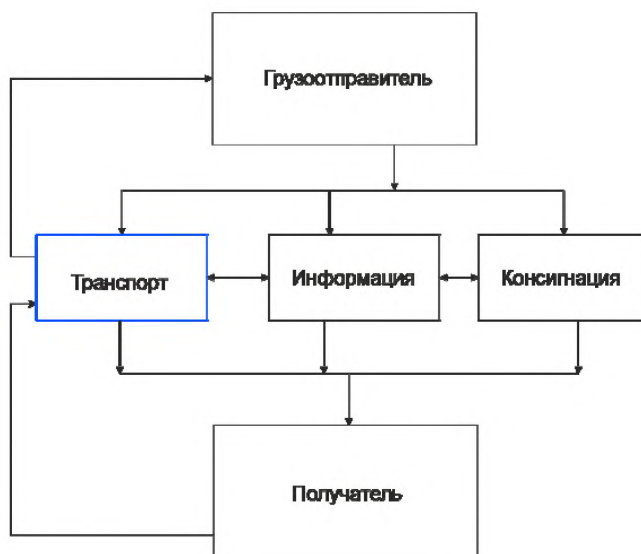 Грузоотправитель
Транспорт
Информация
Консигнация
Получатель